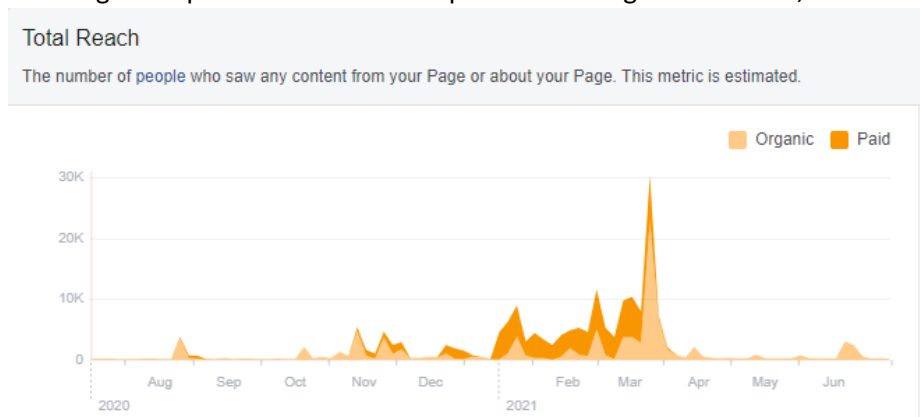 Total Reach
The number of people who saw any content from your Page or about your Page. This metric is estimated.
Organic Paid
30K
20K
10K
0
Aug Sep Oct Nov Dec Feb Mar Apr May Jun
2020 2021